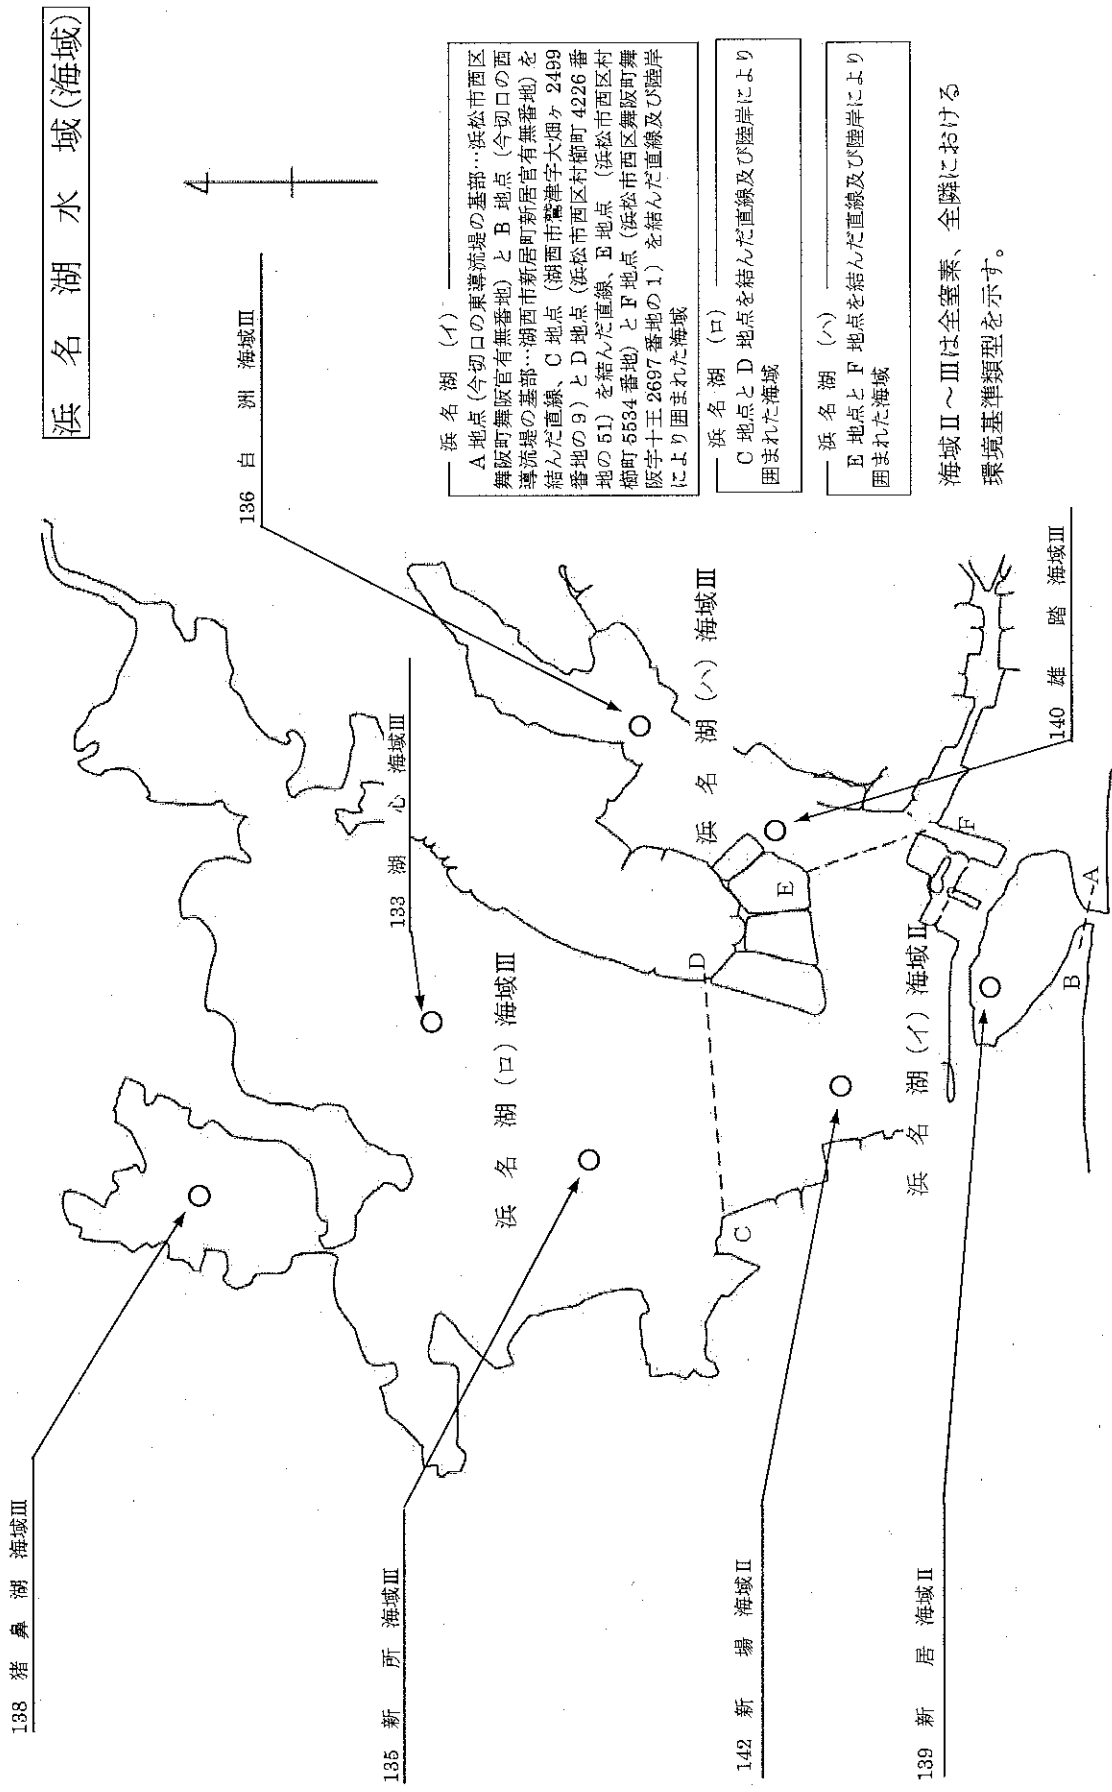 浜名湖水域(海域)
138 猪鼻湖 海域Ⅲ
135 新所 海域Ⅲ
142 新場 海域Ⅱ
139 新居 海域Ⅱ
133 湖心 海域Ⅲ
136 白洲 海域Ⅲ
140 雄踏 海域Ⅲ
浜名湖(ロ)海域Ⅲ
浜名湖(ハ)海域Ⅲ
浜名湖(イ)海域Ⅱ
C
D
E
F
B
A
浜名湖 (イ)
A地点(今切口の東導流堤の基部…浜松市西区
舞阪町舞阪官有無番地)とB地点(今切口の西
導流堤の基部…湖西市新居町新居官有無番地)を
結んだ直線、C地点(湖西市鷲津字大畑ヶ2499
番地の9)とD地点(浜松市西区村櫛町4226番
地の51)を結んだ直線、E地点(浜松市西区村
櫛町5534番地)とF地点(浜松市西区舞阪町舞
阪字十王2697番地の1)を結んだ直線及び陸岸
により囲まれた海域
浜名湖 (ロ)
C地点とD地点を結んだ直線及び陸岸により
囲まれた海域
浜名湖 (ハ)
E地点とF地点を結んだ直線及び陸岸により
囲まれた海域
海域Ⅱ～Ⅲは全窒素、全隣における
環境基準類型を示す。